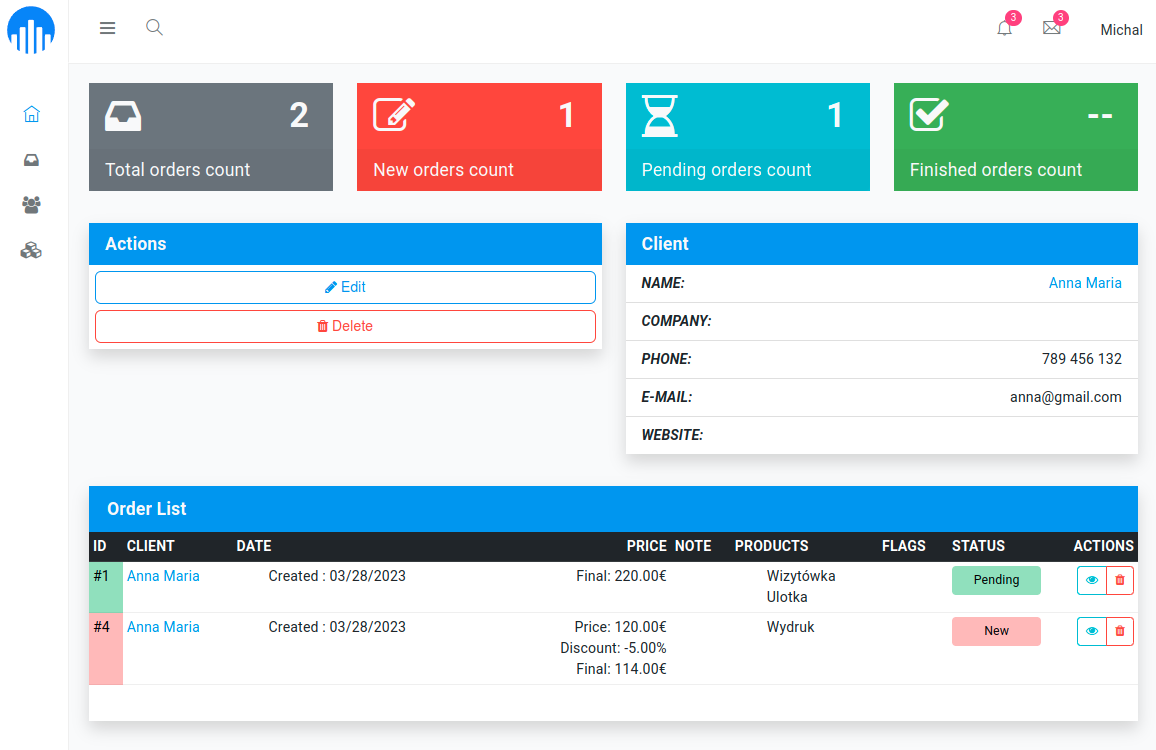 3
3
Michal
2
Total orders count
1
New orders count
1
Pending orders count
--
Finished orders count
Actions
Edit
Delete
Client
NAME: Anna Maria
COMPANY:
PHONE: 789 456 132
E-MAIL: anna@gmail.com
WEBSITE:
Order List
ID CLIENT DATE PRICE NOTE PRODUCTS FLAGS STATUS ACTIONS
#1 Anna Maria Created : 03/28/2023 Final: 220.00€ Wizytówka Pending
Ulotka
#4 Anna Maria Created : 03/28/2023 Price: 120.00€ Wydruk New
Discount: -5.00%
Final: 114.00€